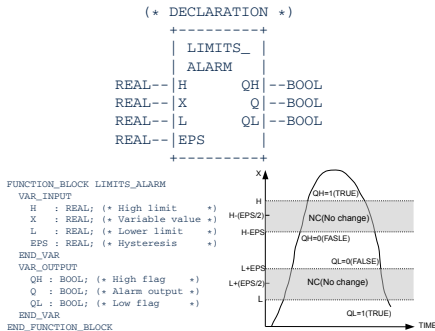 (* DECLARATION *)
+---------+
| LIMITS_ |
| ALARM |
REAL--|H QH|--BOOL
REAL--|X Q|--BOOL
REAL--|L QL|--BOOL
REAL--|EPS |
+---------+
FUNCTION_BLOCK LIMITS_ALARM
VAR_INPUT
H : REAL; (* High limit *)
X : REAL; (* Variable value *)
L : REAL; (* Lower limit *)
EPS : REAL; (* Hysteresis *)
END_VAR
VAR_OUTPUT
QH : BOOL; (* High flag *)
Q : BOOL; (* Alarm output *)
QL : BOOL; (* Low flag *)
END_VAR
END_FUNCTION_BLOCK
X
QH=1(TRUE)
H
H-(EPS/2)
NC(No change)
H-EPS
QH=0(FASLE)
QL=0(FALSE)
L+EPS
L+(EPS/2)
NC(No change)
L
QL=1(TRUE)
TIME